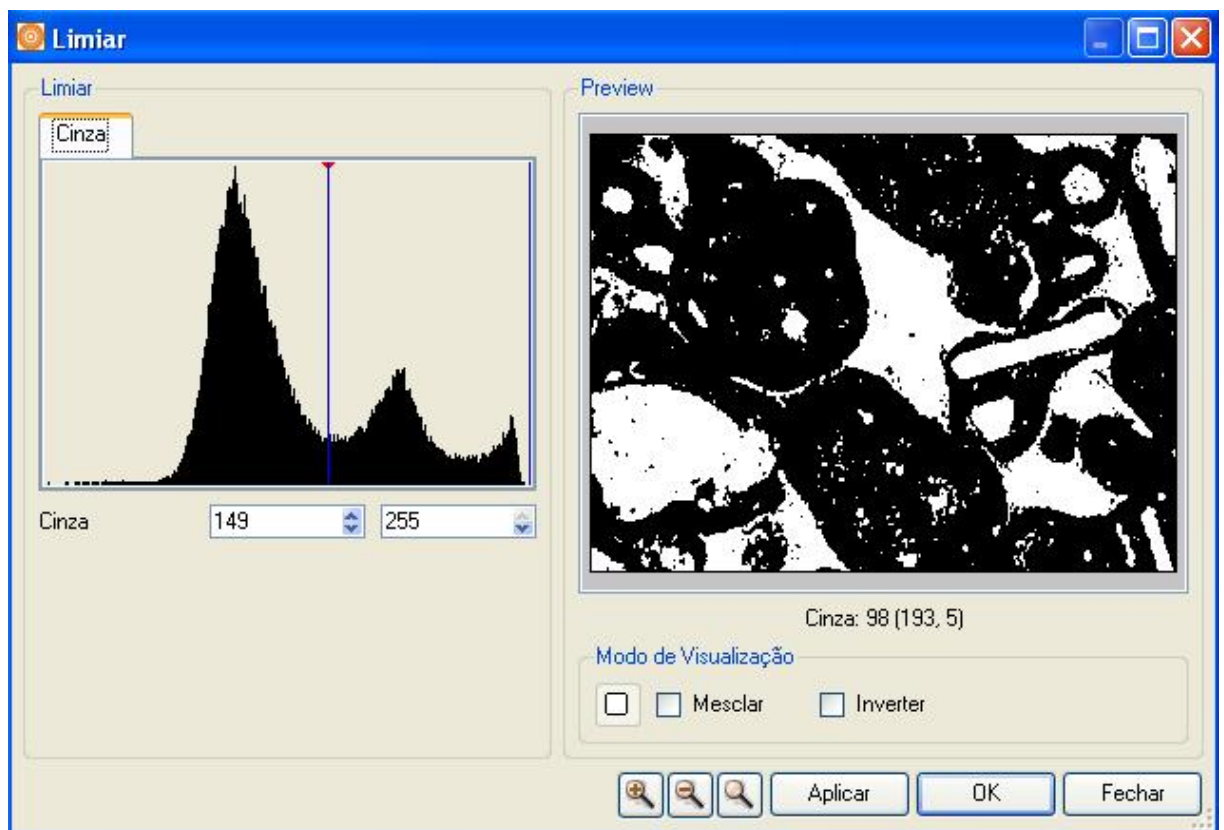 Limiar
Limiar
Cinza
Cinza 149 255
Preview
Cinza: 98 (193, 5)
Modo de Visualização
Mesclar Inverter
Aplicar OK Fechar